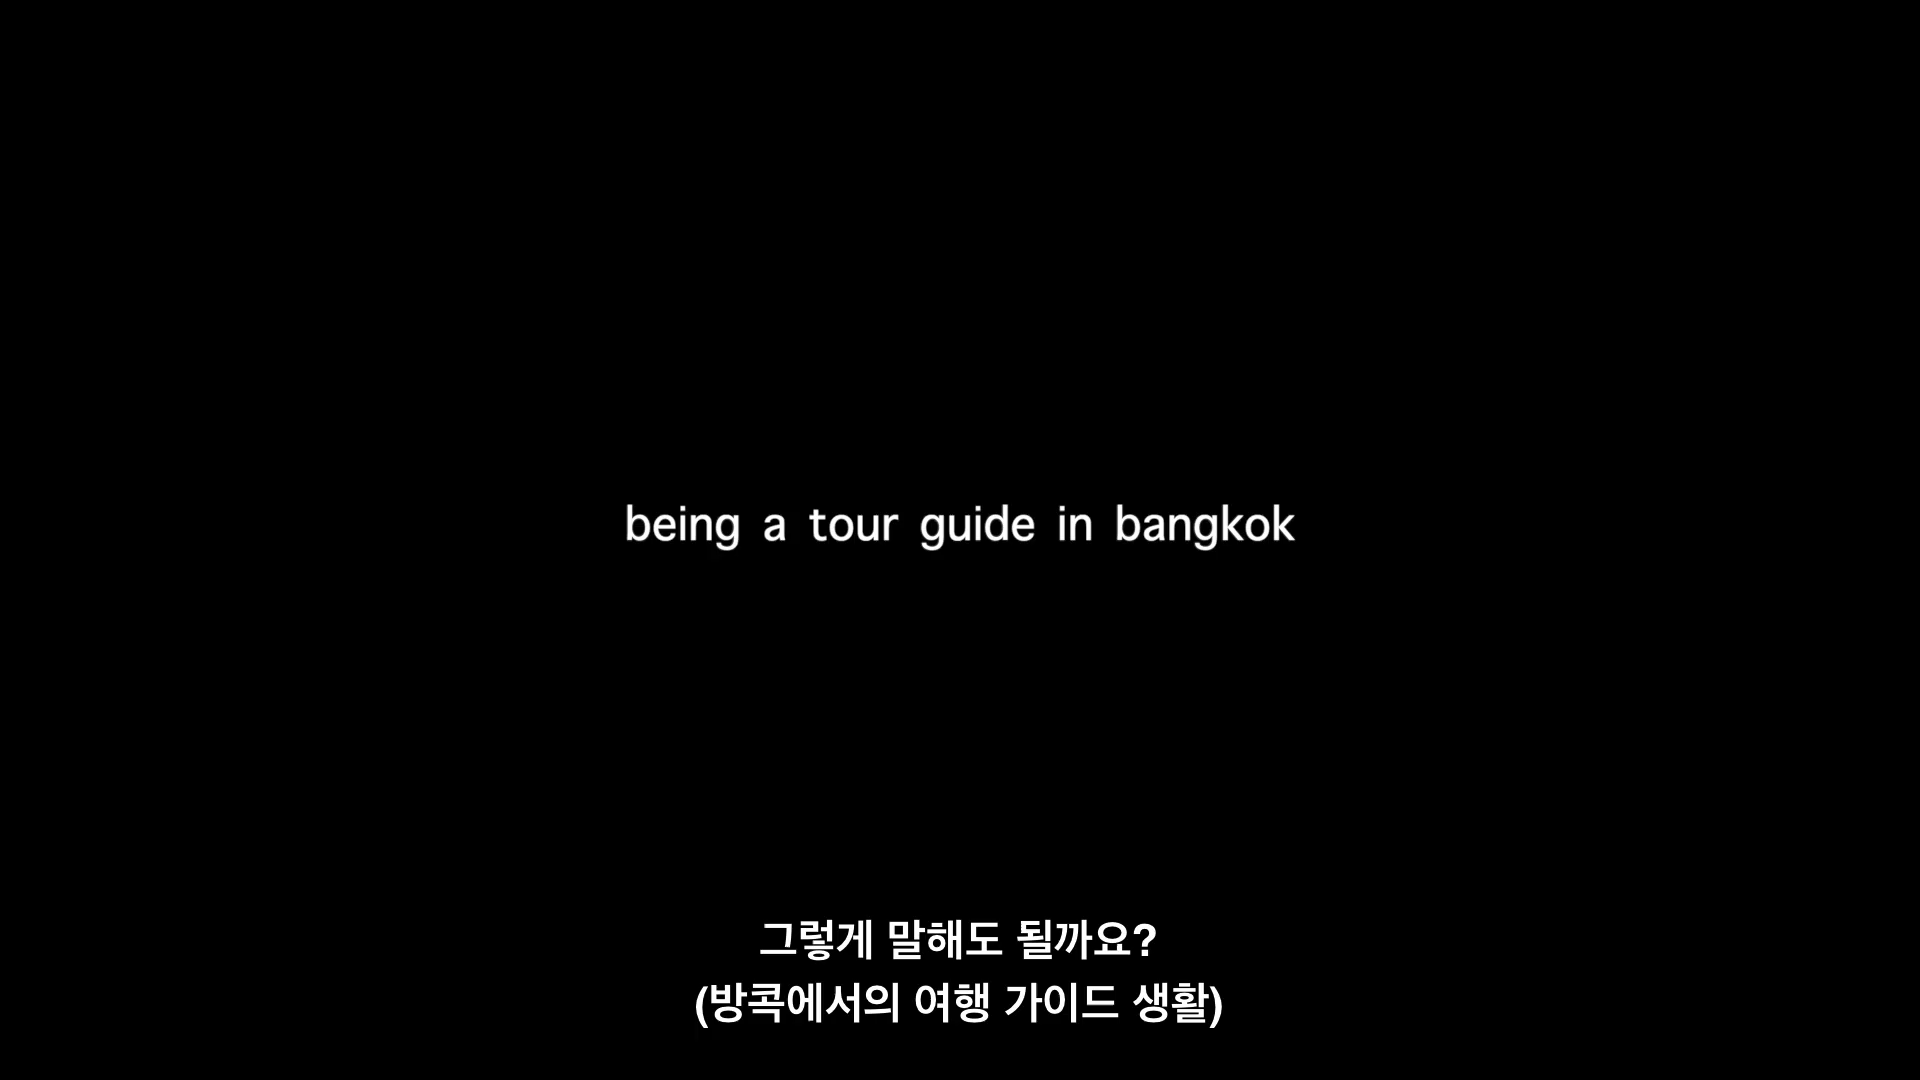 being a tour guide in bangkok
그렇게 말해도 될까요?
(방콕에서의 여행 가이드 생활)